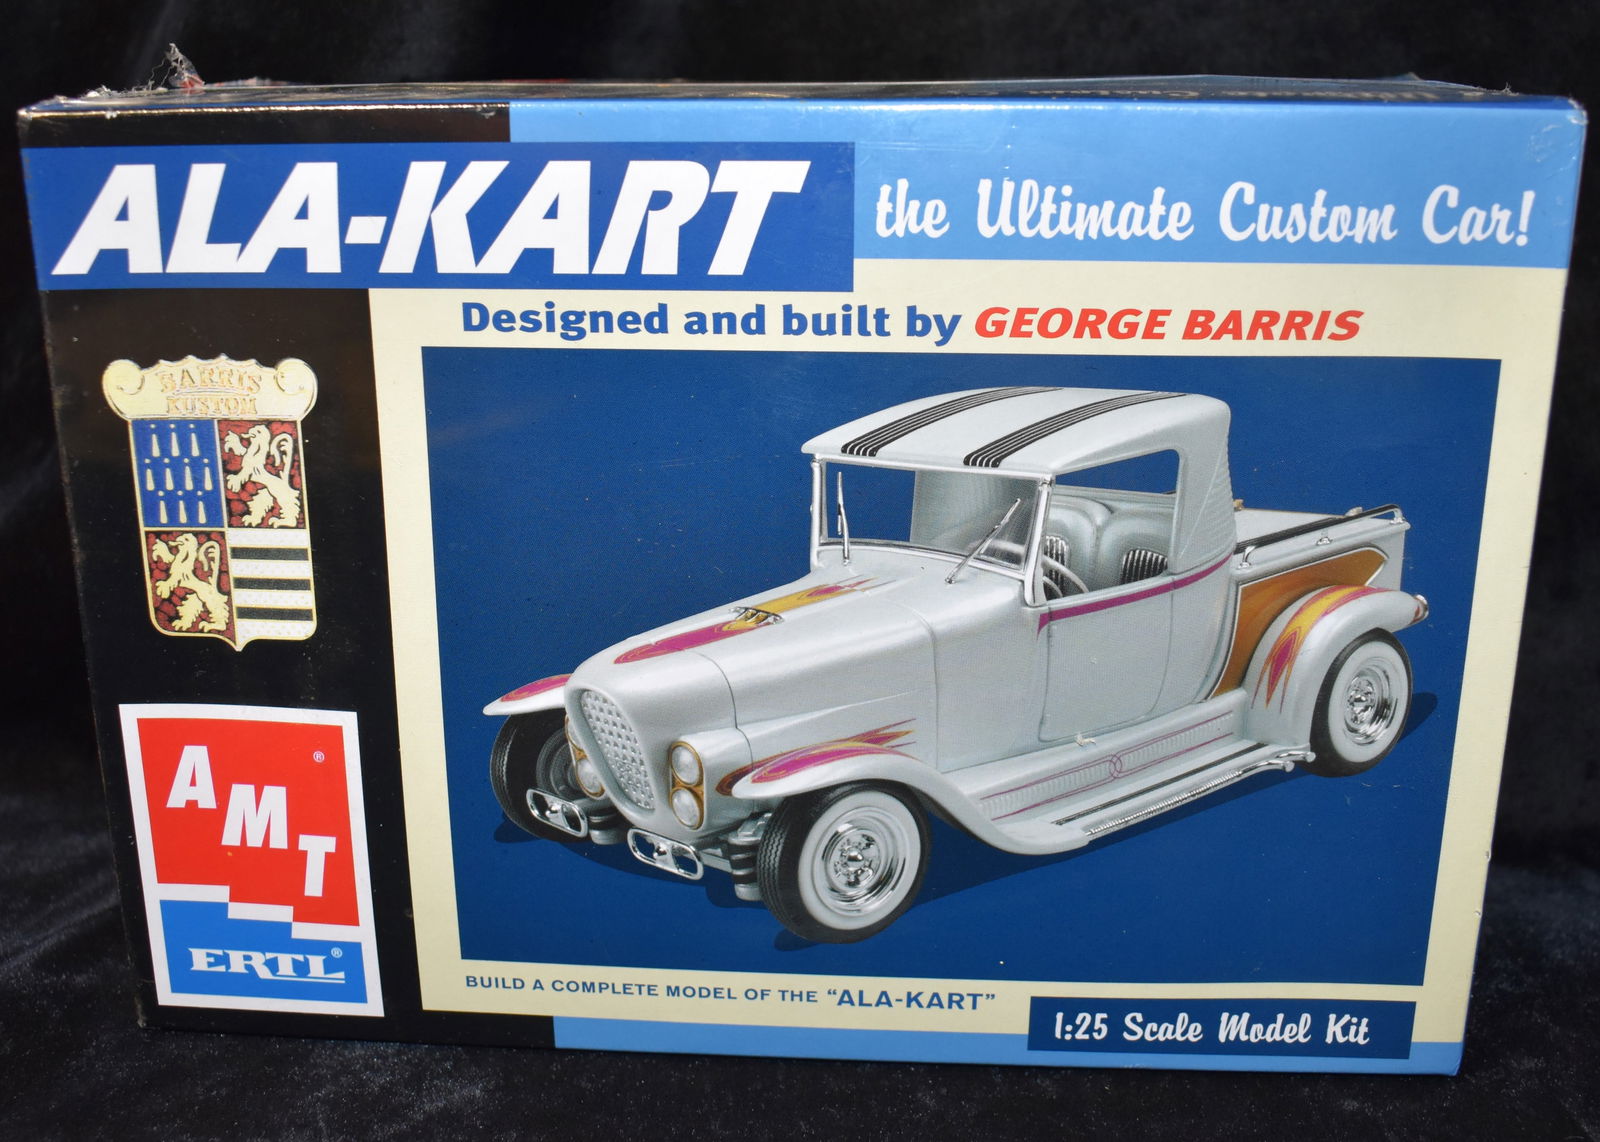 ALA-KART
the Ultimate Custom Car!
Designed and built by GEORGE BARRIS
BARRIS
KUSTOM
AMT®
ERTL®
BUILD A COMPLETE MODEL OF THE “ALA-KART”
1:25 Scale Model Kit